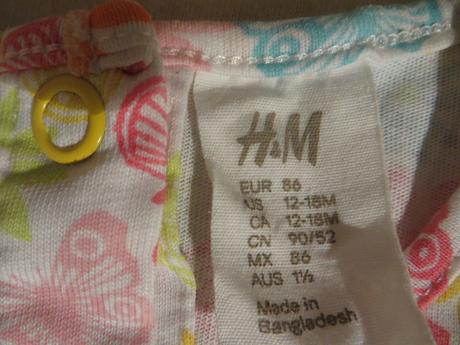 H&M
EUR 86
US 12-18M
CA 12-18M
CN 90/52
MX 86
AUS 1½
Made in
Bangladesh